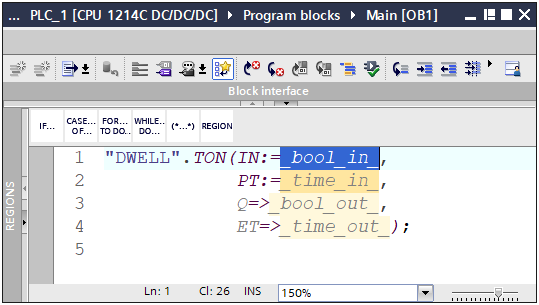 PLC_1 [CPU 1214C DC/DC/DC] Program blocks Main [OB1]
Block interface
IF... CASE... OF... FOR... TO DO... WHILE... DO... (*...*) REGION
REGIONS
1 "DWELL".TON(IN:=_bool_in_,
2 PT:=_time_in_,
3 Q=>_bool_out_,
4 ET=>_time_out_);
5
Ln: 1 Cl: 26 INS 150%